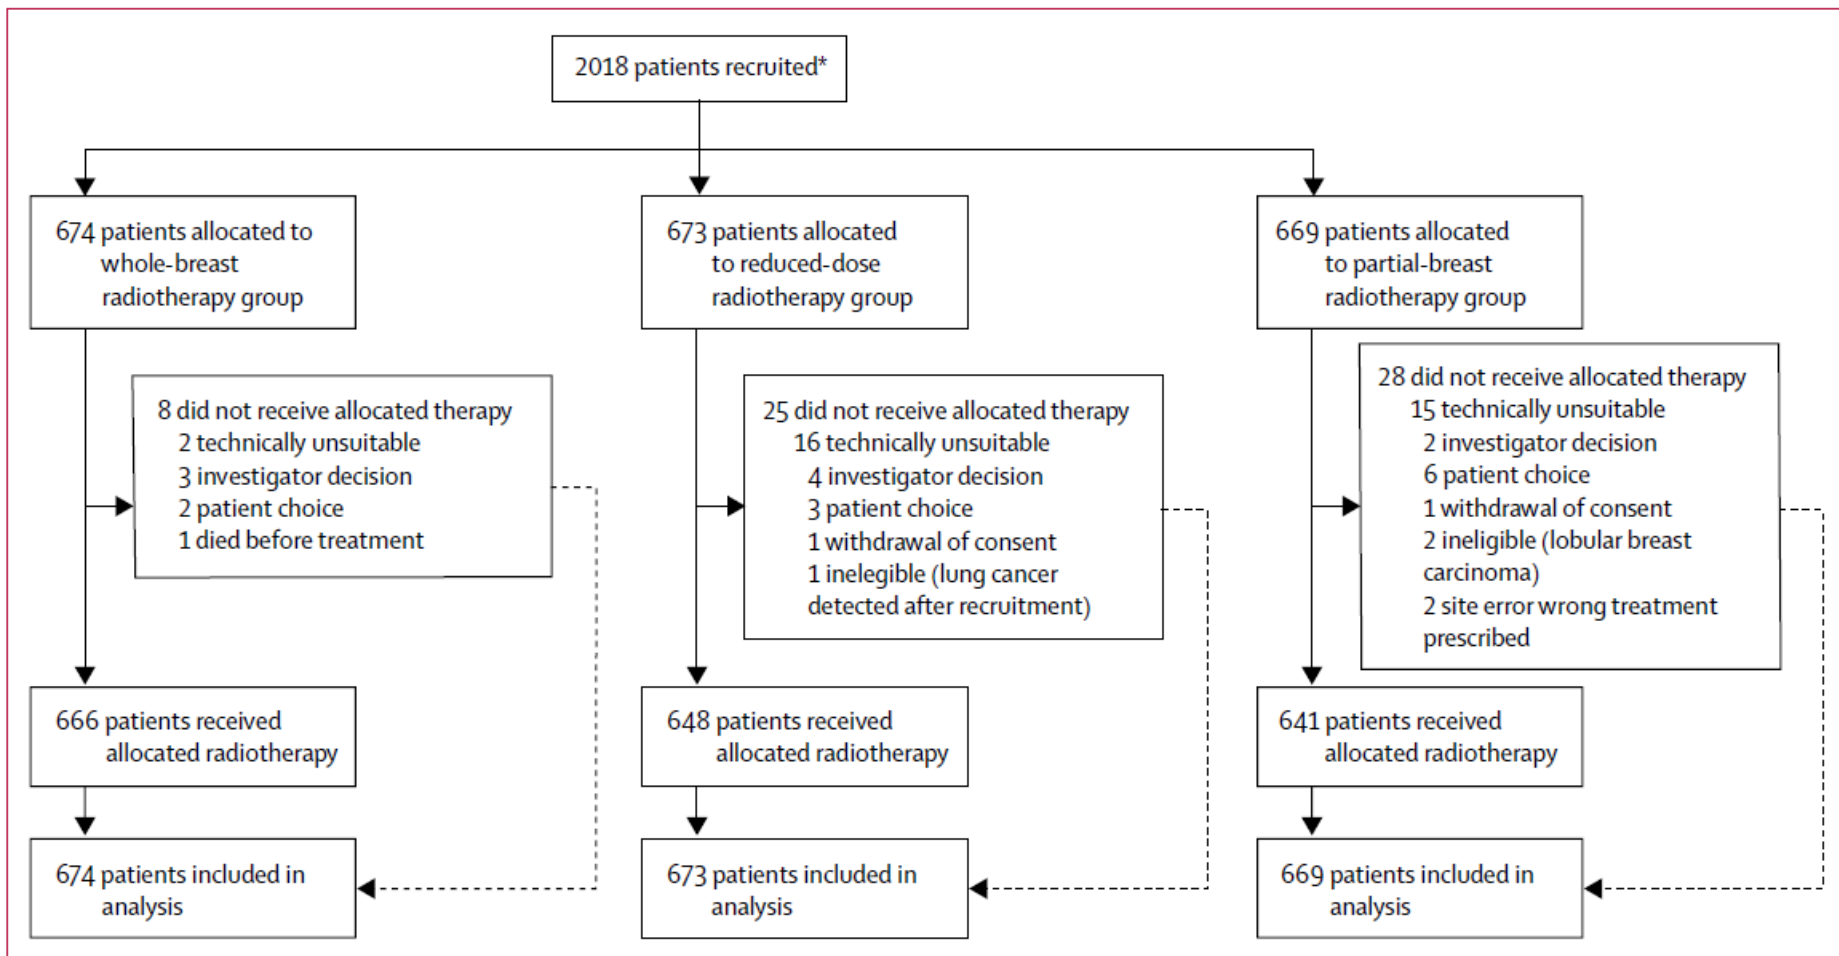 2018 patients recruited*
674 patients allocated to
whole-breast
radiotherapy group
673 patients allocated
to reduced-dose
radiotherapy group
669 patients allocated
to partial-breast
radiotherapy group
8 did not receive allocated therapy
2 technically unsuitable
3 investigator decision
2 patient choice
1 died before treatment
25 did not receive allocated therapy
16 technically unsuitable
4 investigator decision
3 patient choice
1 withdrawal of consent
1 inelegible (lung cancer
detected after recruitment)
28 did not receive allocated therapy
15 technically unsuitable
2 investigator decision
6 patient choice
1 withdrawal of consent
2 ineligible (lobular breast
carcinoma)
2 site error wrong treatment
prescribed
666 patients received
allocated radiotherapy
648 patients received
allocated radiotherapy
641 patients received
allocated radiotherapy
674 patients included in
analysis
673 patients included in
analysis
669 patients included in
analysis